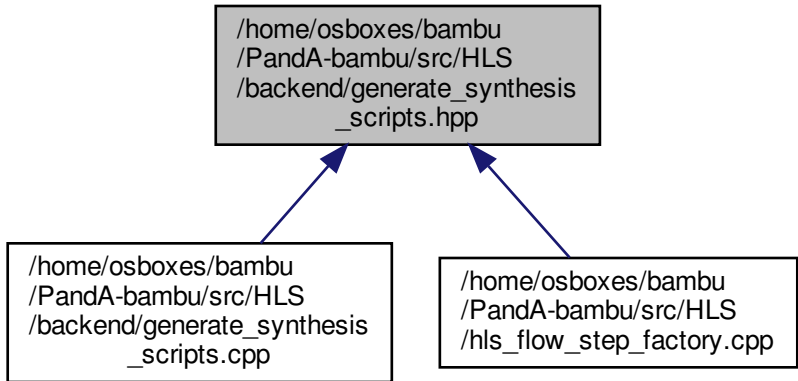 /home/osboxes/bambu
/PandA-bambu/src/HLS
/backend/generate_synthesis
_scripts.hpp
/home/osboxes/bambu
/PandA-bambu/src/HLS
/backend/generate_synthesis
_scripts.cpp
/home/osboxes/bambu
/PandA-bambu/src/HLS
/hls_flow_step_factory.cpp